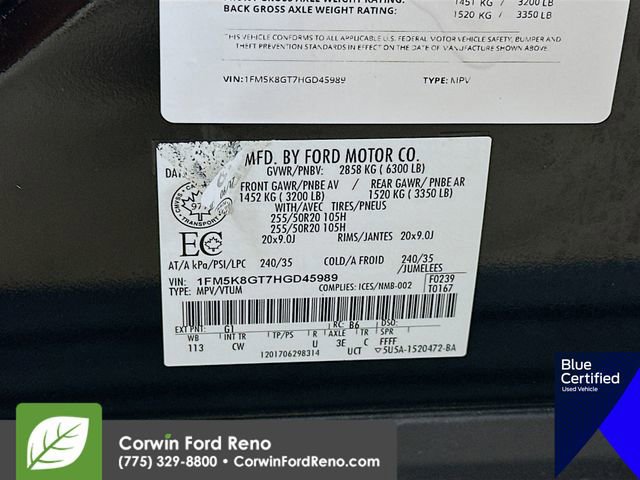 1451 KG / 3200 LB
BACK GROSS AXLE WEIGHT RATING: 1520 KG / 3350 LB
THIS VEHICLE CONFORMS TO ALL APPLICABLE U.S. FEDERAL MOTOR VEHICLE SAFETY, BUMPER, AND
THEFT PREVENTION STANDARDS IN EFFECT ON THE DATE OF MANUFACTURE SHOWN ABOVE.
VIN: 1FM5K8GT7HGD45989 TYPE: MPV
MFD. BY FORD MOTOR CO.
DATE GVWR/PNBV: 2858 KG ( 6300 LB)
FRONT GAWR/PNBE AV / REAR GAWR/ PNBE AR
1452 KG ( 3200 LB) 1520 KG ( 3350 LB)
WITH/AVEC TIRES/PNEUS
255/50R20 105H
255/50R20 105H
20x9.0J RIMS/JANTES 20x9.0J
TRANSPORT
EC
AT/A kPa/PSI/LPC 240/35 COLD/A FROID 240/35
/JUMELEES
VIN: 1FM5K8GT7HGD45989 F0239
TYPE: MPV/VTUM COMPLIES: ICES/NMB-002 T0167
EXT PNT: G1 RC: B6 DSO:
WB TP/PS R AXLE
113 CW U 3E C FFFF
1201706298314 UCT 5U5A-1520472-BA
Blue
Certified
Used Vehicle
Corwin Ford Reno
(775) 329-8800 • CorwinFordReno.com